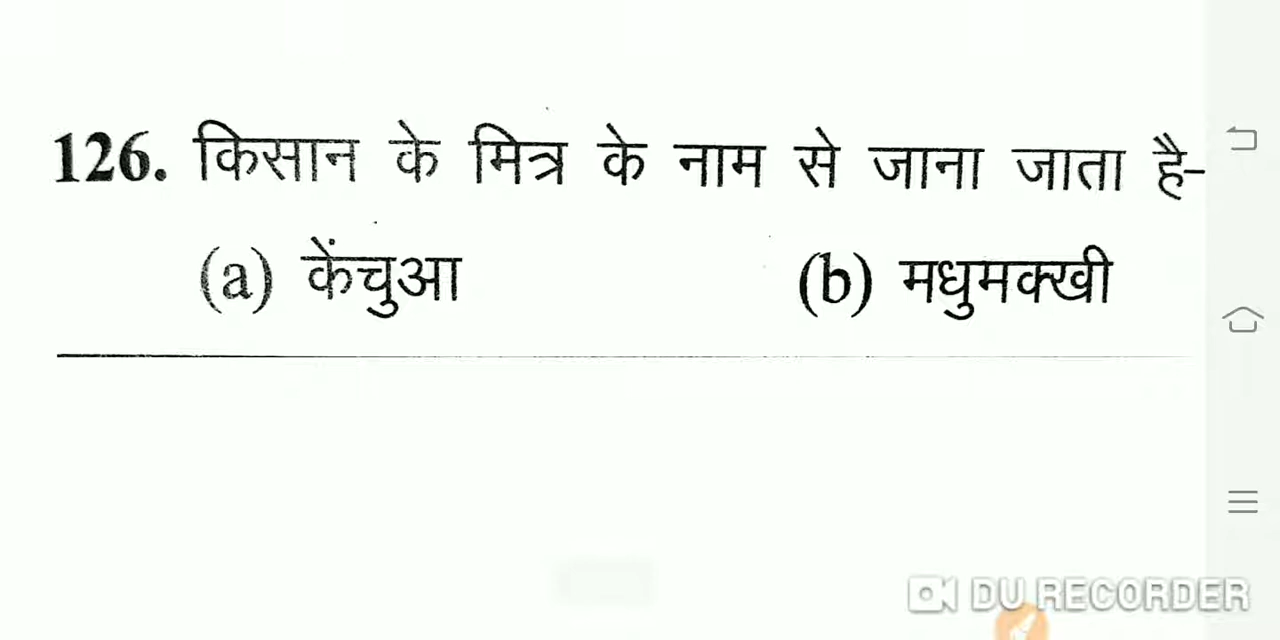 126. किसान के मित्र के नाम से जाना जाता है-
(a) केंचुआ (b) मधुमक्खी
DU RECORDER